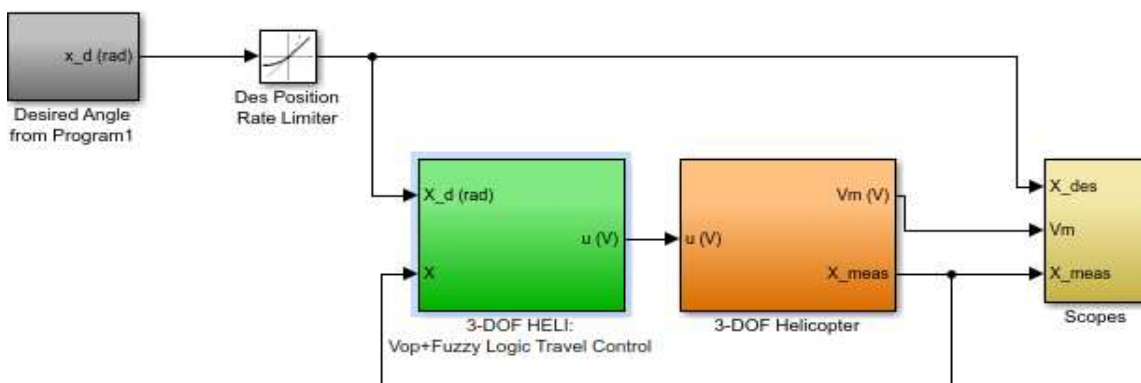 x_d (rad)
Desired Angle
from Program1
Des Position
Rate Limiter
X_d (rad)
X
u (V)
3-DOF HELI:
Vop+Fuzzy Logic Travel Control
u (V)
Vm (V)
X_meas
3-DOF Helicopter
X_des
Vm
X_meas
Scopes